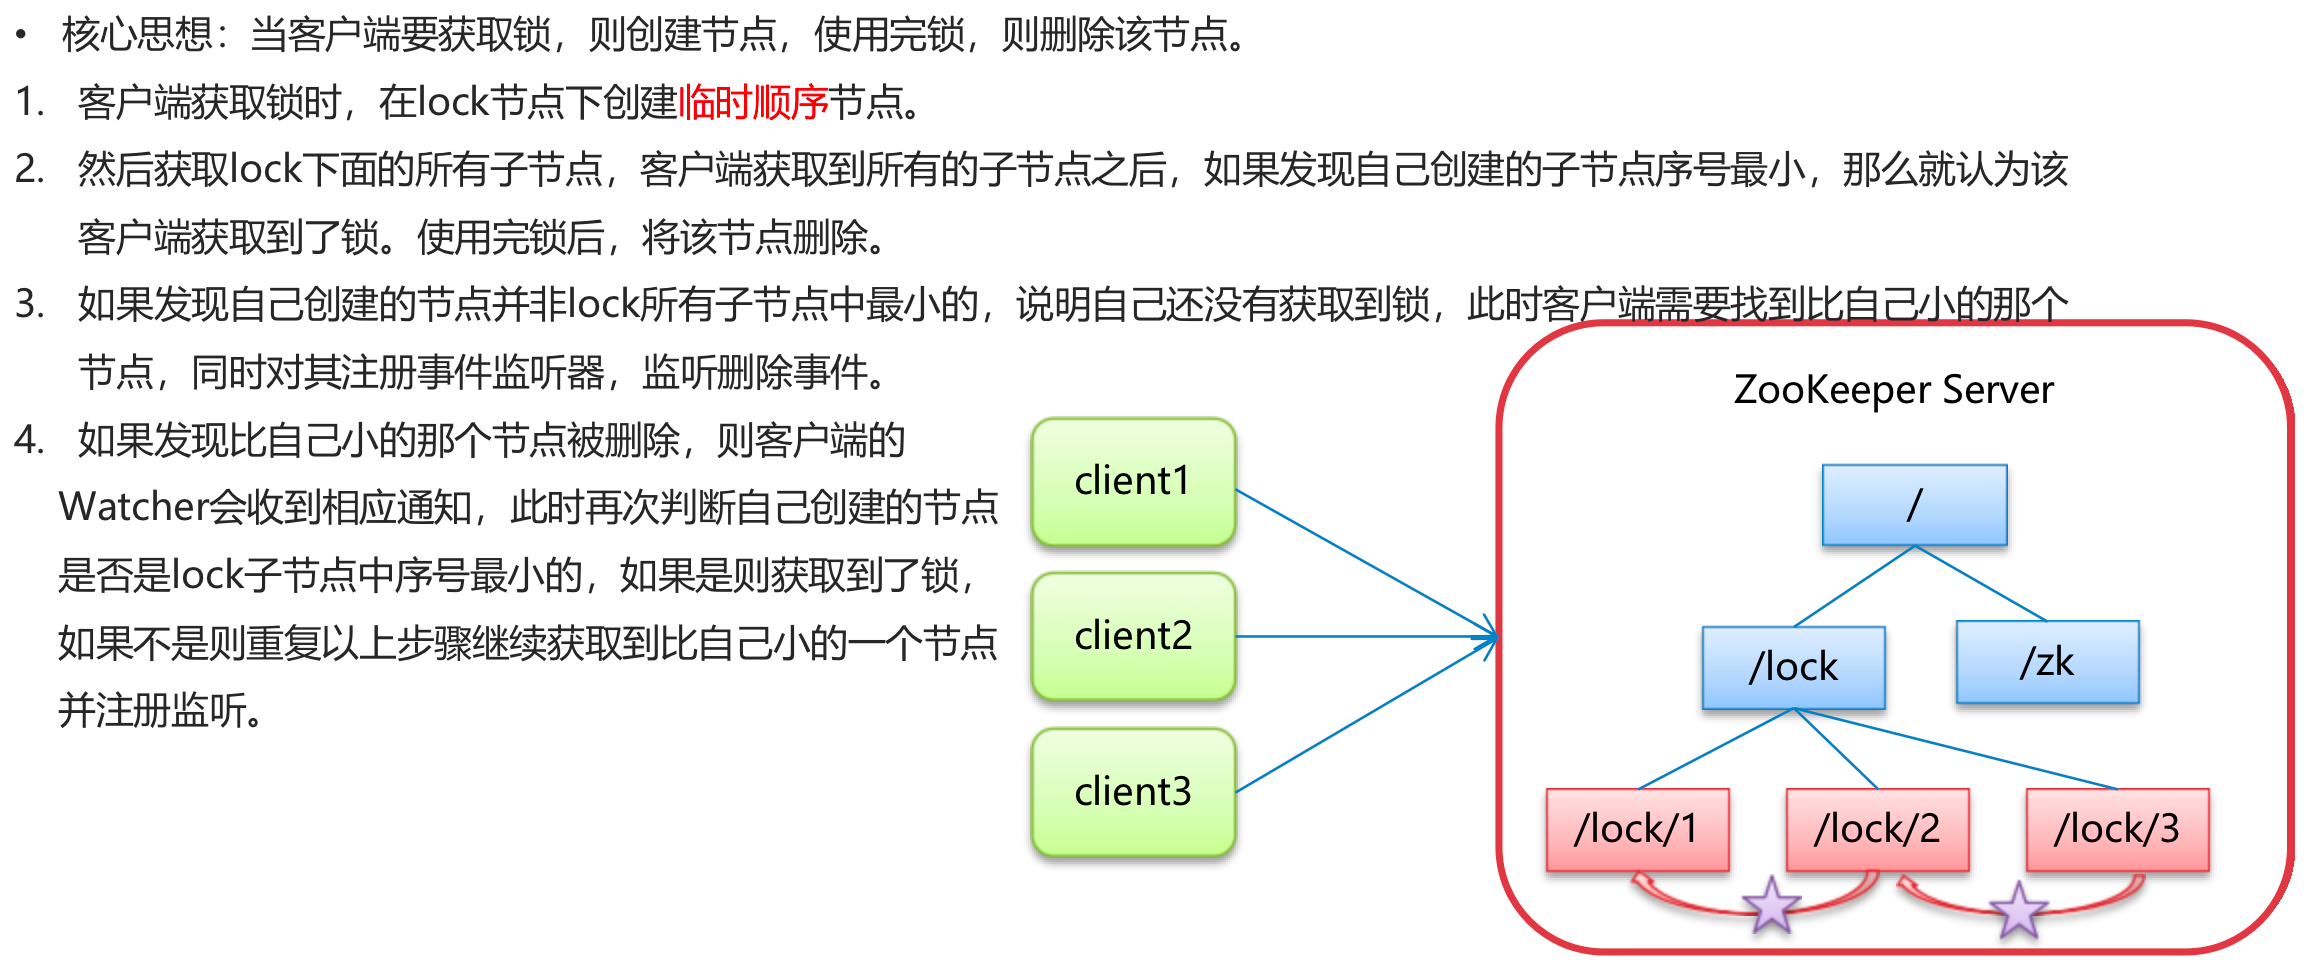 • 核心思想：当客户端要获取锁，则创建节点，使用完锁，则删除该节点。
1. 客户端获取锁时，在lock节点下创建临时顺序节点。
2. 然后获取lock下面的所有子节点，客户端获取到所有的子节点之后，如果发现自己创建的子节点序号最小，那么就认为该
客户端获取到了锁。使用完锁后，将该节点删除。
3. 如果发现自己创建的节点并非lock所有子节点中最小的，说明自己还没有获取到锁，此时客户端需要找到比自己小的那个
节点，同时对其注册事件监听器，监听删除事件。
4. 如果发现比自己小的那个节点被删除，则客户端的
Watcher会收到相应通知，此时再次判断自己创建的节点
是否是lock子节点中序号最小的，如果是则获取到了锁，
如果不是则重复以上步骤继续获取到比自己小的一个节点
并注册监听。
client1
client2
client3
ZooKeeper Server
/
/lock
/zk
/lock/1
/lock/2
/lock/3